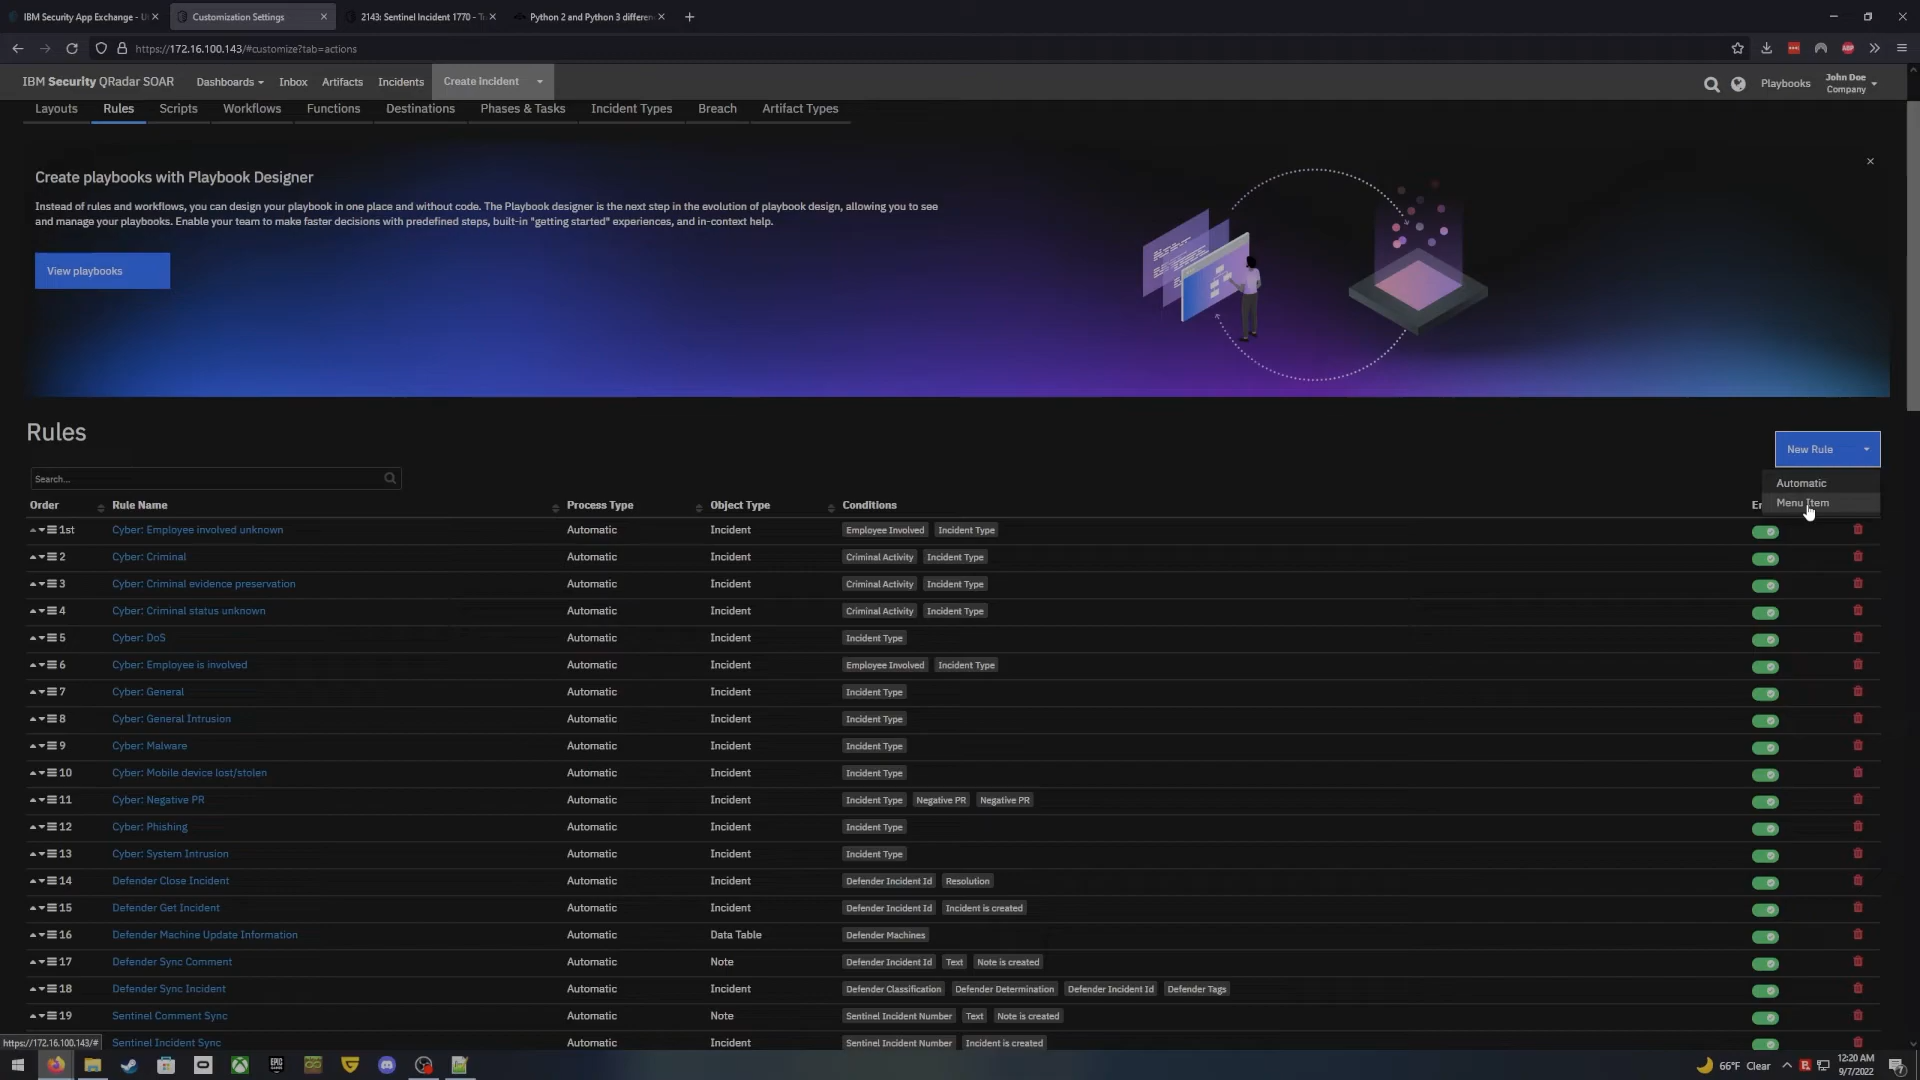 IBM Security App Exchange - U
Customization Settings
2143: Sentinel Incident 1770 - T
Python 2 and Python 3 differen
https://172.16.100.143/#customize?tab=actions
IBM Security QRadar SOAR
Dashboards
Inbox
Artifacts
Incidents
Create Incident
Playbooks
John Doe
Company
Layouts
Rules
Scripts
Workflows
Functions
Destinations
Phases & Tasks
Incident Types
Breach
Artifact Types
Create playbooks with Playbook Designer
Instead of rules and workflows, you can design your playbook in one place and without code. The Playbook designer is the next step in the evolution of playbook design, allowing you to see
and manage your playbooks. Enable your team to make faster decisions with predefined steps, built-in "getting started" experiences, and in-context help.
View playbooks
Rules
New Rule
Automatic
Menu Item
Search...
Order Rule Name Process Type Object Type Conditions En
1st Cyber: Employee involved unknown Automatic Incident Employee Involved Incident Type
2 Cyber: Criminal Automatic Incident Criminal Activity Incident Type
3 Cyber: Criminal evidence preservation Automatic Incident Criminal Activity Incident Type
4 Cyber: Criminal status unknown Automatic Incident Criminal Activity Incident Type
5 Cyber: DoS Automatic Incident Incident Type
6 Cyber: Employee is involved Automatic Incident Employee Involved Incident Type
7 Cyber: General Automatic Incident Incident Type
8 Cyber: General Intrusion Automatic Incident Incident Type
9 Cyber: Malware Automatic Incident Incident Type
10 Cyber: Mobile device lost/stolen Automatic Incident Incident Type
11 Cyber: Negative PR Automatic Incident Incident Type Negative PR Negative PR
12 Cyber: Phishing Automatic Incident Incident Type
13 Cyber: System Intrusion Automatic Incident Incident Type
14 Defender Close Incident Automatic Incident Defender Incident Id Resolution
15 Defender Get Incident Automatic Incident Defender Incident Id Incident is created
16 Defender Machine Update Information Automatic Data Table Defender Machines
17 Defender Sync Comment Automatic Note Defender Incident Id Text Note is created
18 Defender Sync Incident Automatic Incident Defender Classification Defender Determination Defender Incident Id Defender Tags
19 Sentinel Comment Sync Automatic Note Sentinel Incident Number Text Note is created
Sentinel Incident Sync Automatic Incident Sentinel Incident Number Incident is created
https://172.16.100.143/#
66°F Clear
12:20 AM
9/7/2022